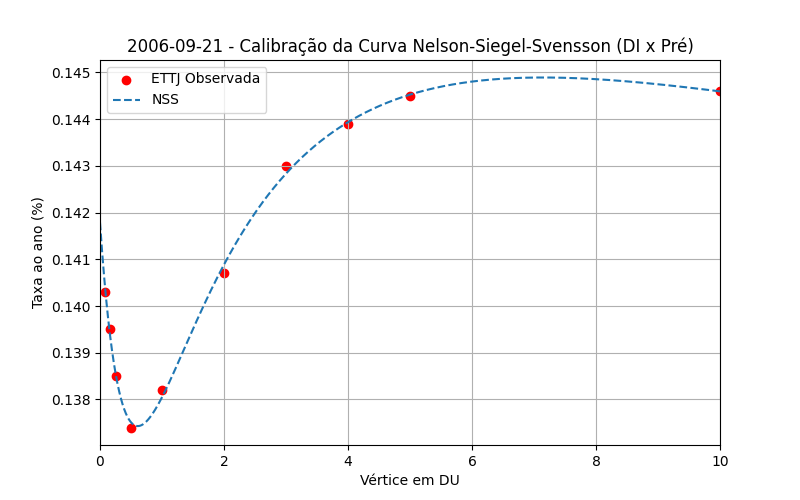 2006-09-21 - Calibração da Curva Nelson-Siegel-Svensson (DI x Pré)
ETTJ Observada
NSS
Taxa ao ano (%)
0.145
0.144
0.143
0.142
0.141
0.140
0.139
0.138
0 2 4 6 8 10
Vértice em DU